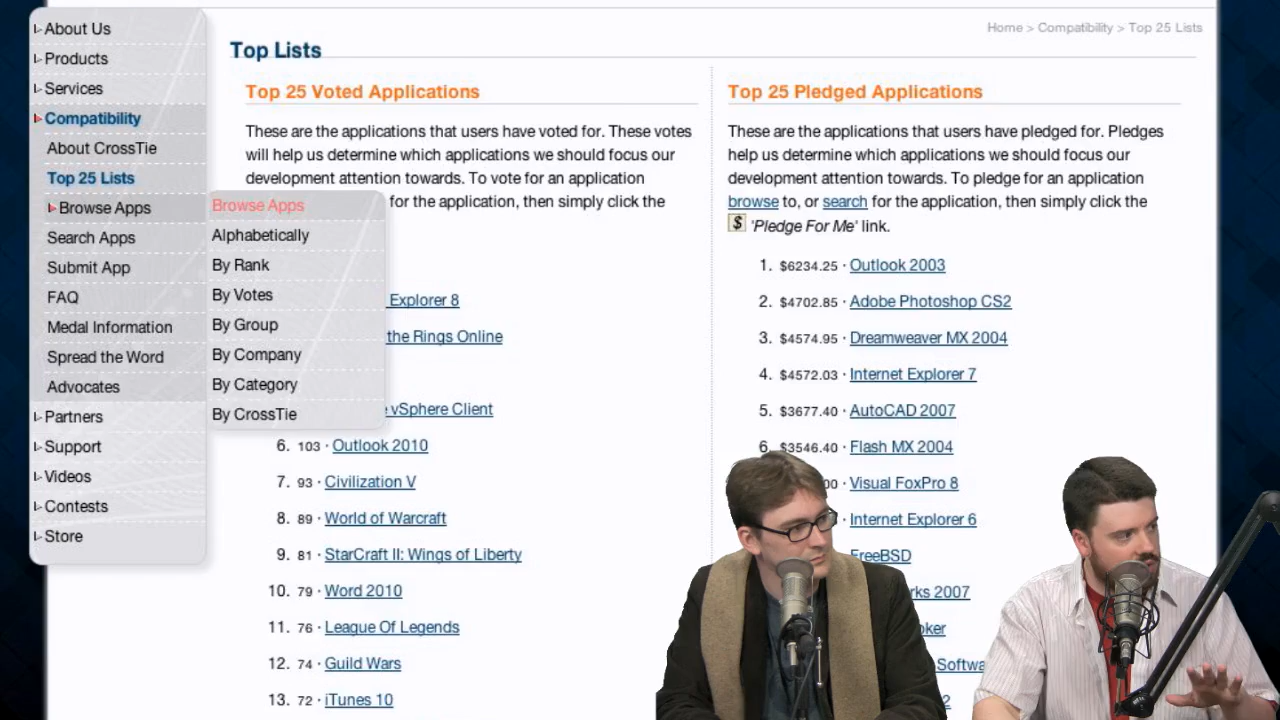 About Us
Products
Services
Compatibility
About CrossTie
Top 25 Lists
Browse Apps
Search Apps
Submit App
FAQ
Medal Information
Spread the Word
Advocates
Partners
Support
Videos
Contests
Store
Browse Apps
Alphabetically
By Rank
By Votes
By Group
By Company
By Category
By CrossTie
Home > Compatibility > Top 25 Lists
Top Lists
Top 25 Voted Applications
These are the applications that users have voted for. These votes
will help us determine which applications we should focus our
development attention towards. To vote for an application
for the application, then simply click the
Explorer 8
the Rings Online
vSphere Client
6. 103 · Outlook 2010
7. 93 · Civilization V
8. 89 · World of Warcraft
9. 81 · StarCraft II: Wings of Liberty
10. 79 · Word 2010
11. 76 · League Of Legends
12. 74 · Guild Wars
13. 72 · iTunes 10
Top 25 Pledged Applications
These are the applications that users have pledged for. Pledges
help us determine which applications we should focus our
development attention towards. To pledge for an application
browse to, or search for the application, then simply click the
$ 'Pledge For Me' link.
1. $6234.25 · Outlook 2003
2. $4702.85 · Adobe Photoshop CS2
3. $4574.95 · Dreamweaver MX 2004
4. $4572.03 · Internet Explorer 7
5. $3677.40 · AutoCAD 2007
6. $3546.40 · Flash MX 2004
Visual FoxPro 8
Internet Explorer 6
FreeBSD
2007